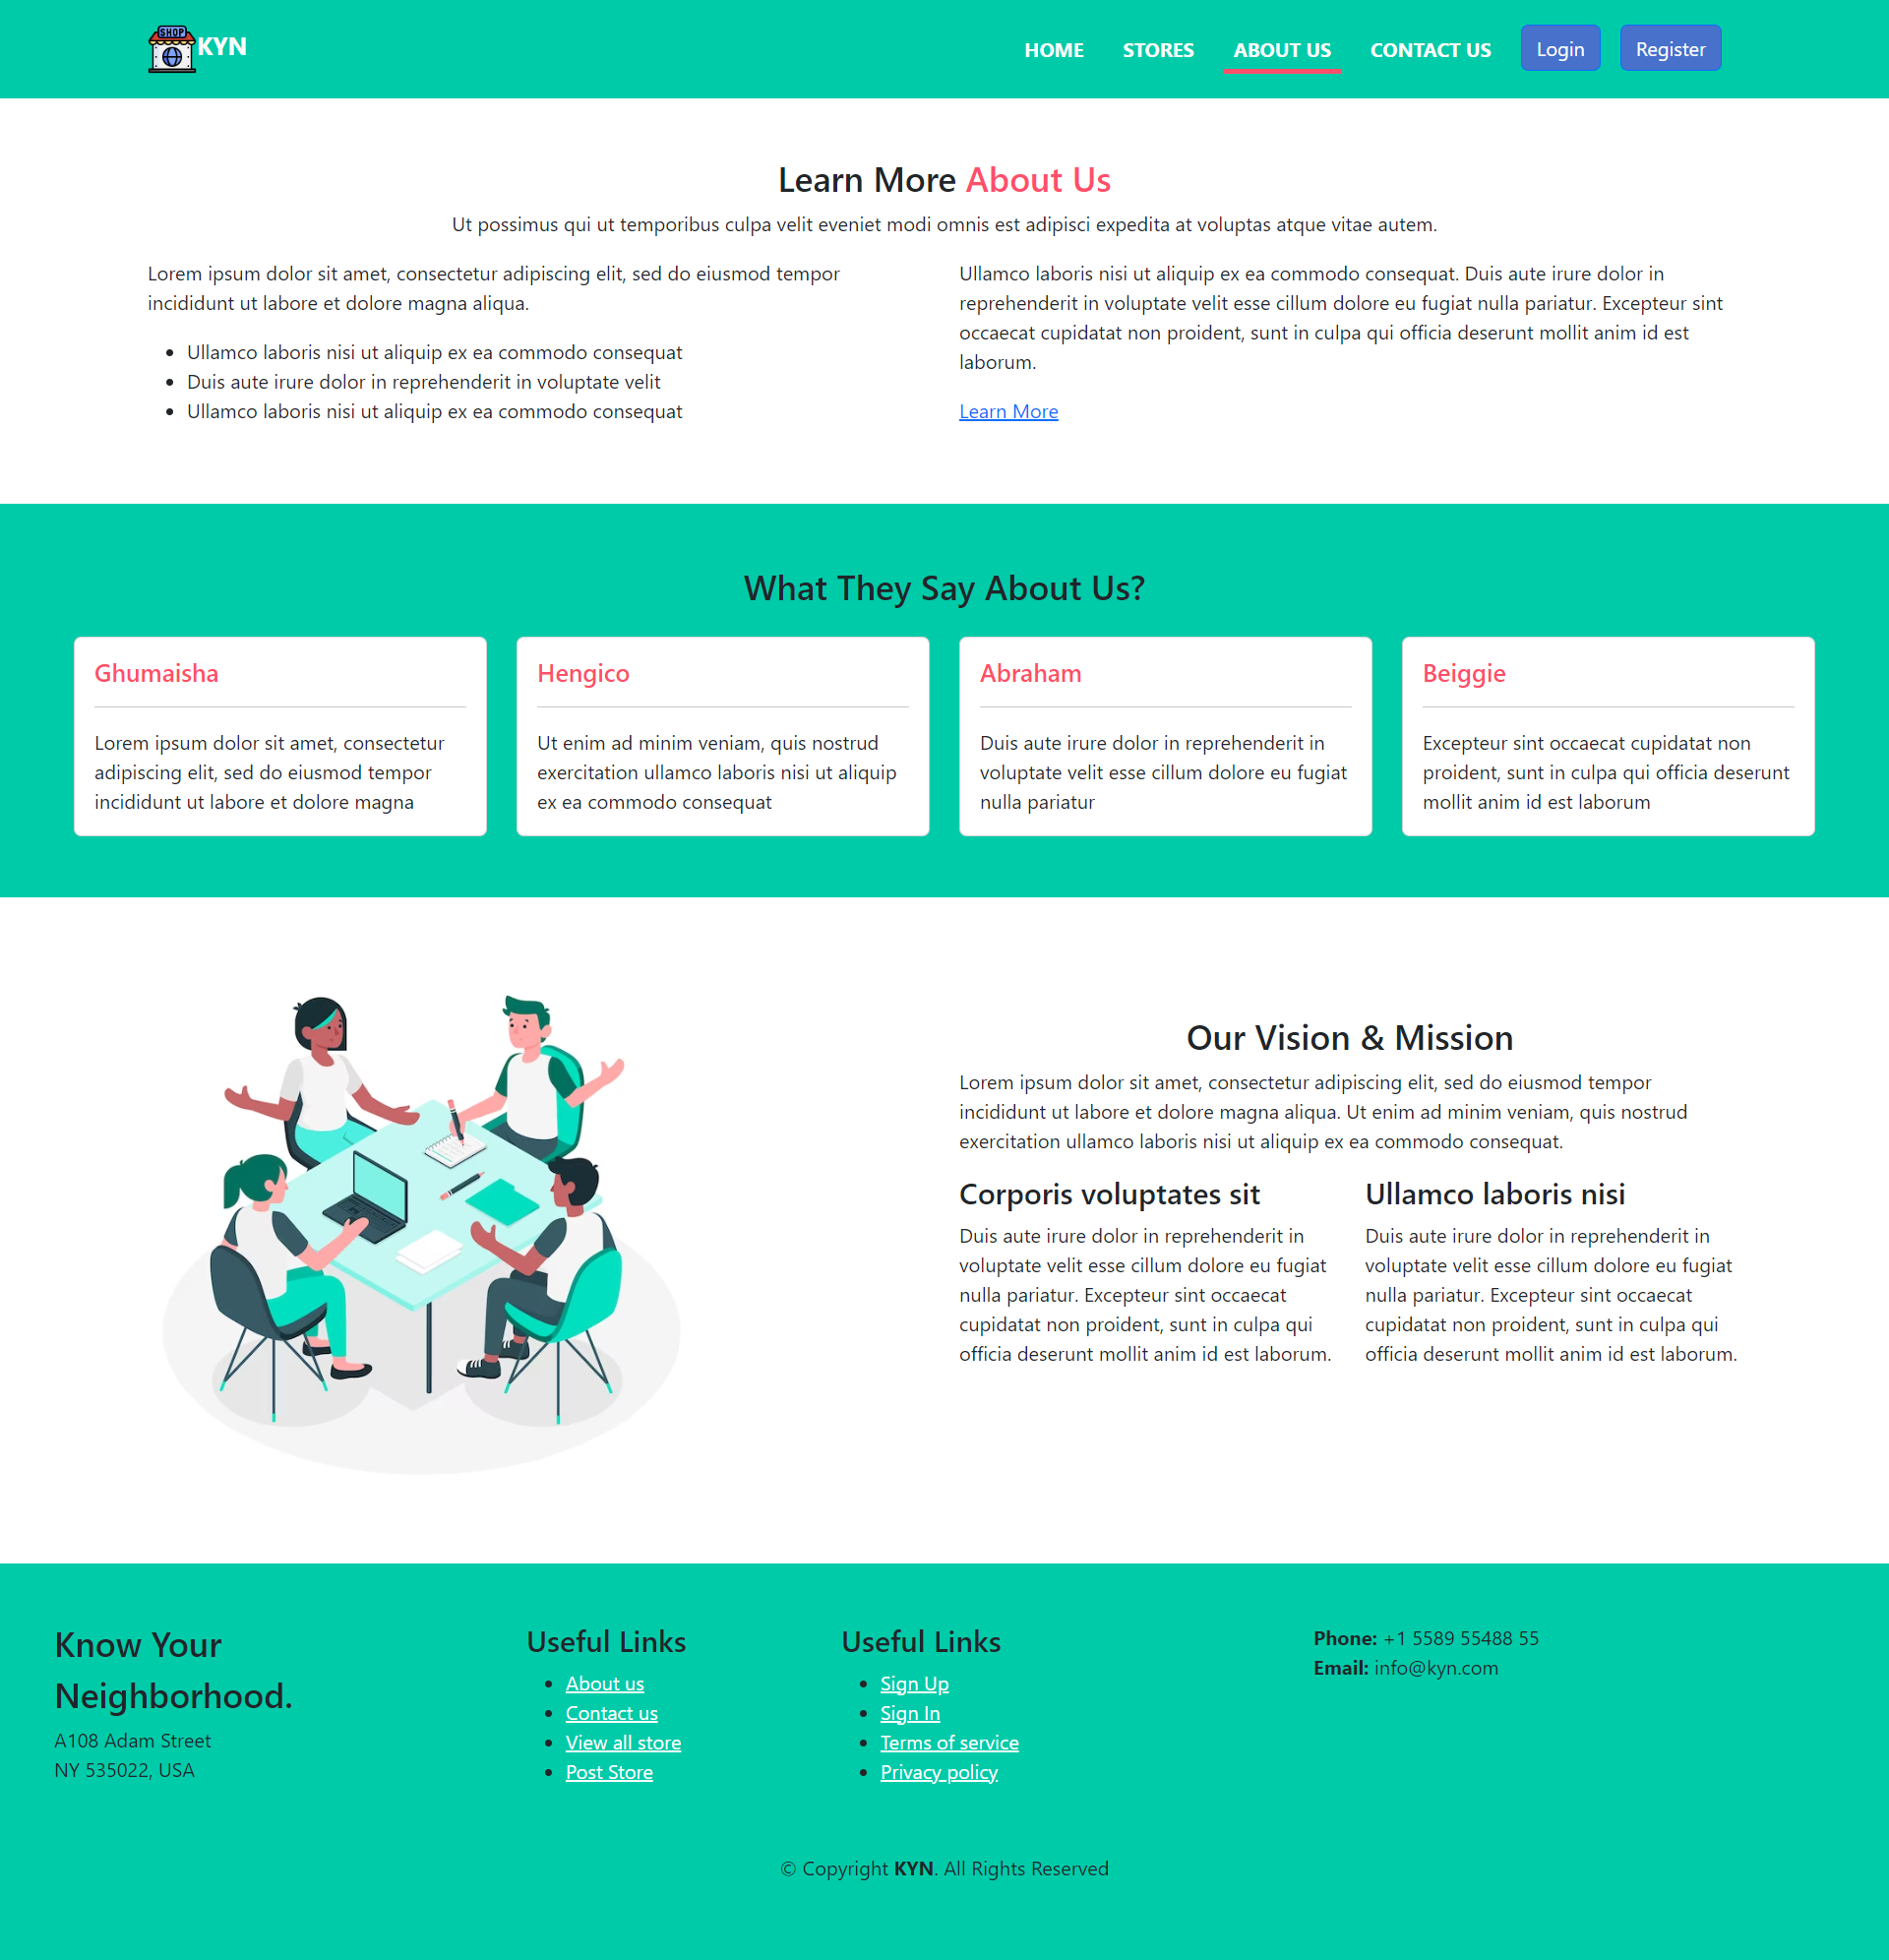 SHOP
KYN
HOME
STORES
ABOUT US
CONTACT US
Login
Register
Learn More About Us
Ut possimus qui ut temporibus culpa velit eveniet modi omnis est adipisci expedita at voluptas atque vitae autem.
Lorem ipsum dolor sit amet, consectetur adipiscing elit, sed do eiusmod tempor
incididunt ut labore et dolore magna aliqua.
• Ullamco laboris nisi ut aliquip ex ea commodo consequat
• Duis aute irure dolor in reprehenderit in voluptate velit
• Ullamco laboris nisi ut aliquip ex ea commodo consequat
Ullamco laboris nisi ut aliquip ex ea commodo consequat. Duis aute irure dolor in
reprehenderit in voluptate velit esse cillum dolore eu fugiat nulla pariatur. Excepteur sint
occaecat cupidatat non proident, sunt in culpa qui officia deserunt mollit anim id est
laborum.
Learn More
What They Say About Us?
Ghumaisha
Lorem ipsum dolor sit amet, consectetur
adipiscing elit, sed do eiusmod tempor
incididunt ut labore et dolore magna
Hengico
Ut enim ad minim veniam, quis nostrud
exercitation ullamco laboris nisi ut aliquip
ex ea commodo consequat
Abraham
Duis aute irure dolor in reprehenderit in
voluptate velit esse cillum dolore eu fugiat
nulla pariatur
Beiggie
Excepteur sint occaecat cupidatat non
proident, sunt in culpa qui officia deserunt
mollit anim id est laborum
Our Vision & Mission
Lorem ipsum dolor sit amet, consectetur adipiscing elit, sed do eiusmod tempor
incididunt ut labore et dolore magna aliqua. Ut enim ad minim veniam, quis nostrud
exercitation ullamco laboris nisi ut aliquip ex ea commodo consequat.
Corporis voluptates sit
Duis aute irure dolor in reprehenderit in
voluptate velit esse cillum dolore eu fugiat
nulla pariatur. Excepteur sint occaecat
cupidatat non proident, sunt in culpa qui
officia deserunt mollit anim id est laborum.
Ullamco laboris nisi
Duis aute irure dolor in reprehenderit in
voluptate velit esse cillum dolore eu fugiat
nulla pariatur. Excepteur sint occaecat
cupidatat non proident, sunt in culpa qui
officia deserunt mollit anim id est laborum.
Know Your
Neighborhood.
A108 Adam Street
NY 535022, USA
Useful Links
• About us
• Contact us
• View all store
• Post Store
Useful Links
• Sign Up
• Sign In
• Terms of service
• Privacy policy
Phone: +1 5589 55488 55
Email: info@kyn.com
© Copyright KYN. All Rights Reserved